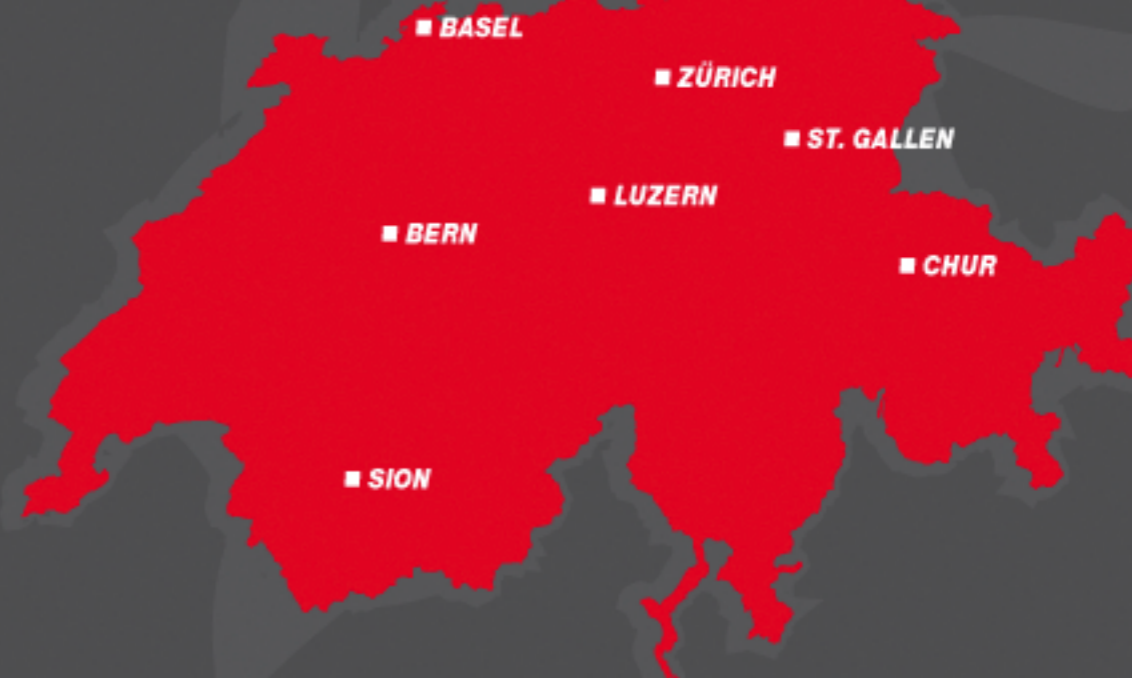 BASEL
ZÜRICH
ST. GALLEN
LUZERN
BERN
CHUR
SION